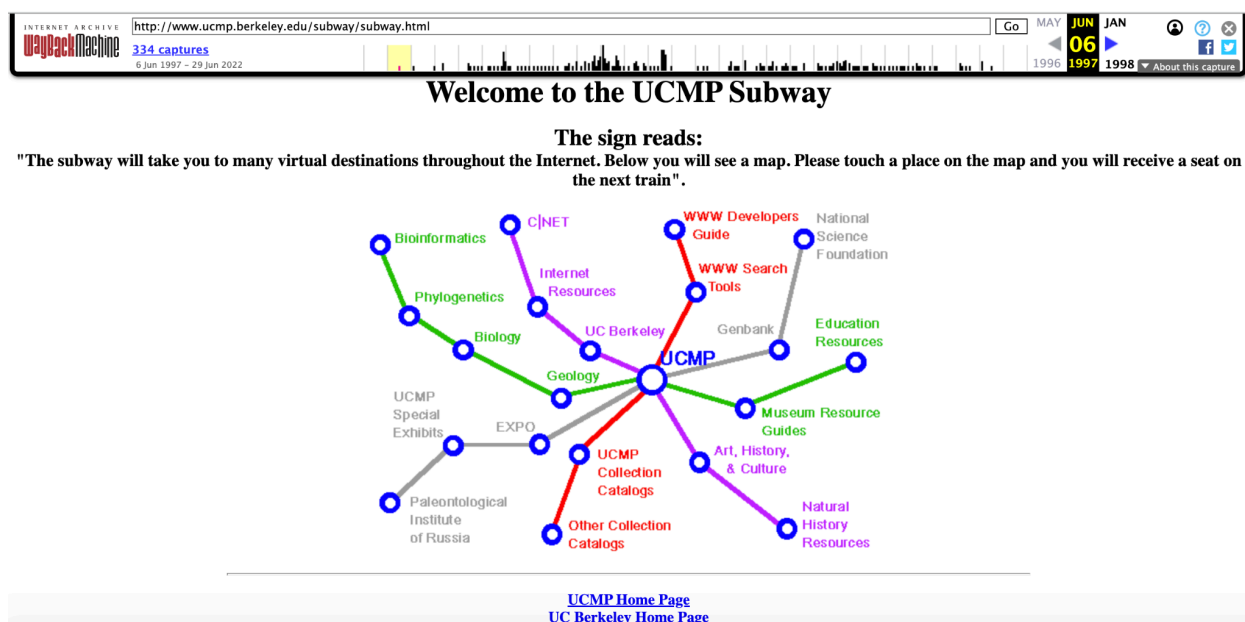 INTERNET ARCHIVE
WayBackMachine
http://www.ucmp.berkeley.edu/subway/subway.html
Go
334 captures
6 Jun 1997 - 29 Jun 2022
MAY JUN JAN
06
1996 1997 1998
About this capture
Welcome to the UCMP Subway
The sign reads:
"The subway will take you to many virtual destinations throughout the Internet. Below you will see a map. Please touch a place on the map and you will receive a seat on
the next train".
Bioinformatics
C|NET
WWW Developers
Guide
National
Science
Foundation
Phylogenetics
Internet
Resources
WWW Search
Tools
Biology
UC Berkeley
Genbank
Education
Resources
UCMP
Geology
UCMP
Special
Exhibits
EXPO
Museum Resource
Guides
UCMP
Collection
Catalogs
Art, History,
& Culture
Paleontological
Institute
of Russia
Other Collection
Catalogs
Natural
History
Resources
UCMP Home Page
UC Berkeley Home Page